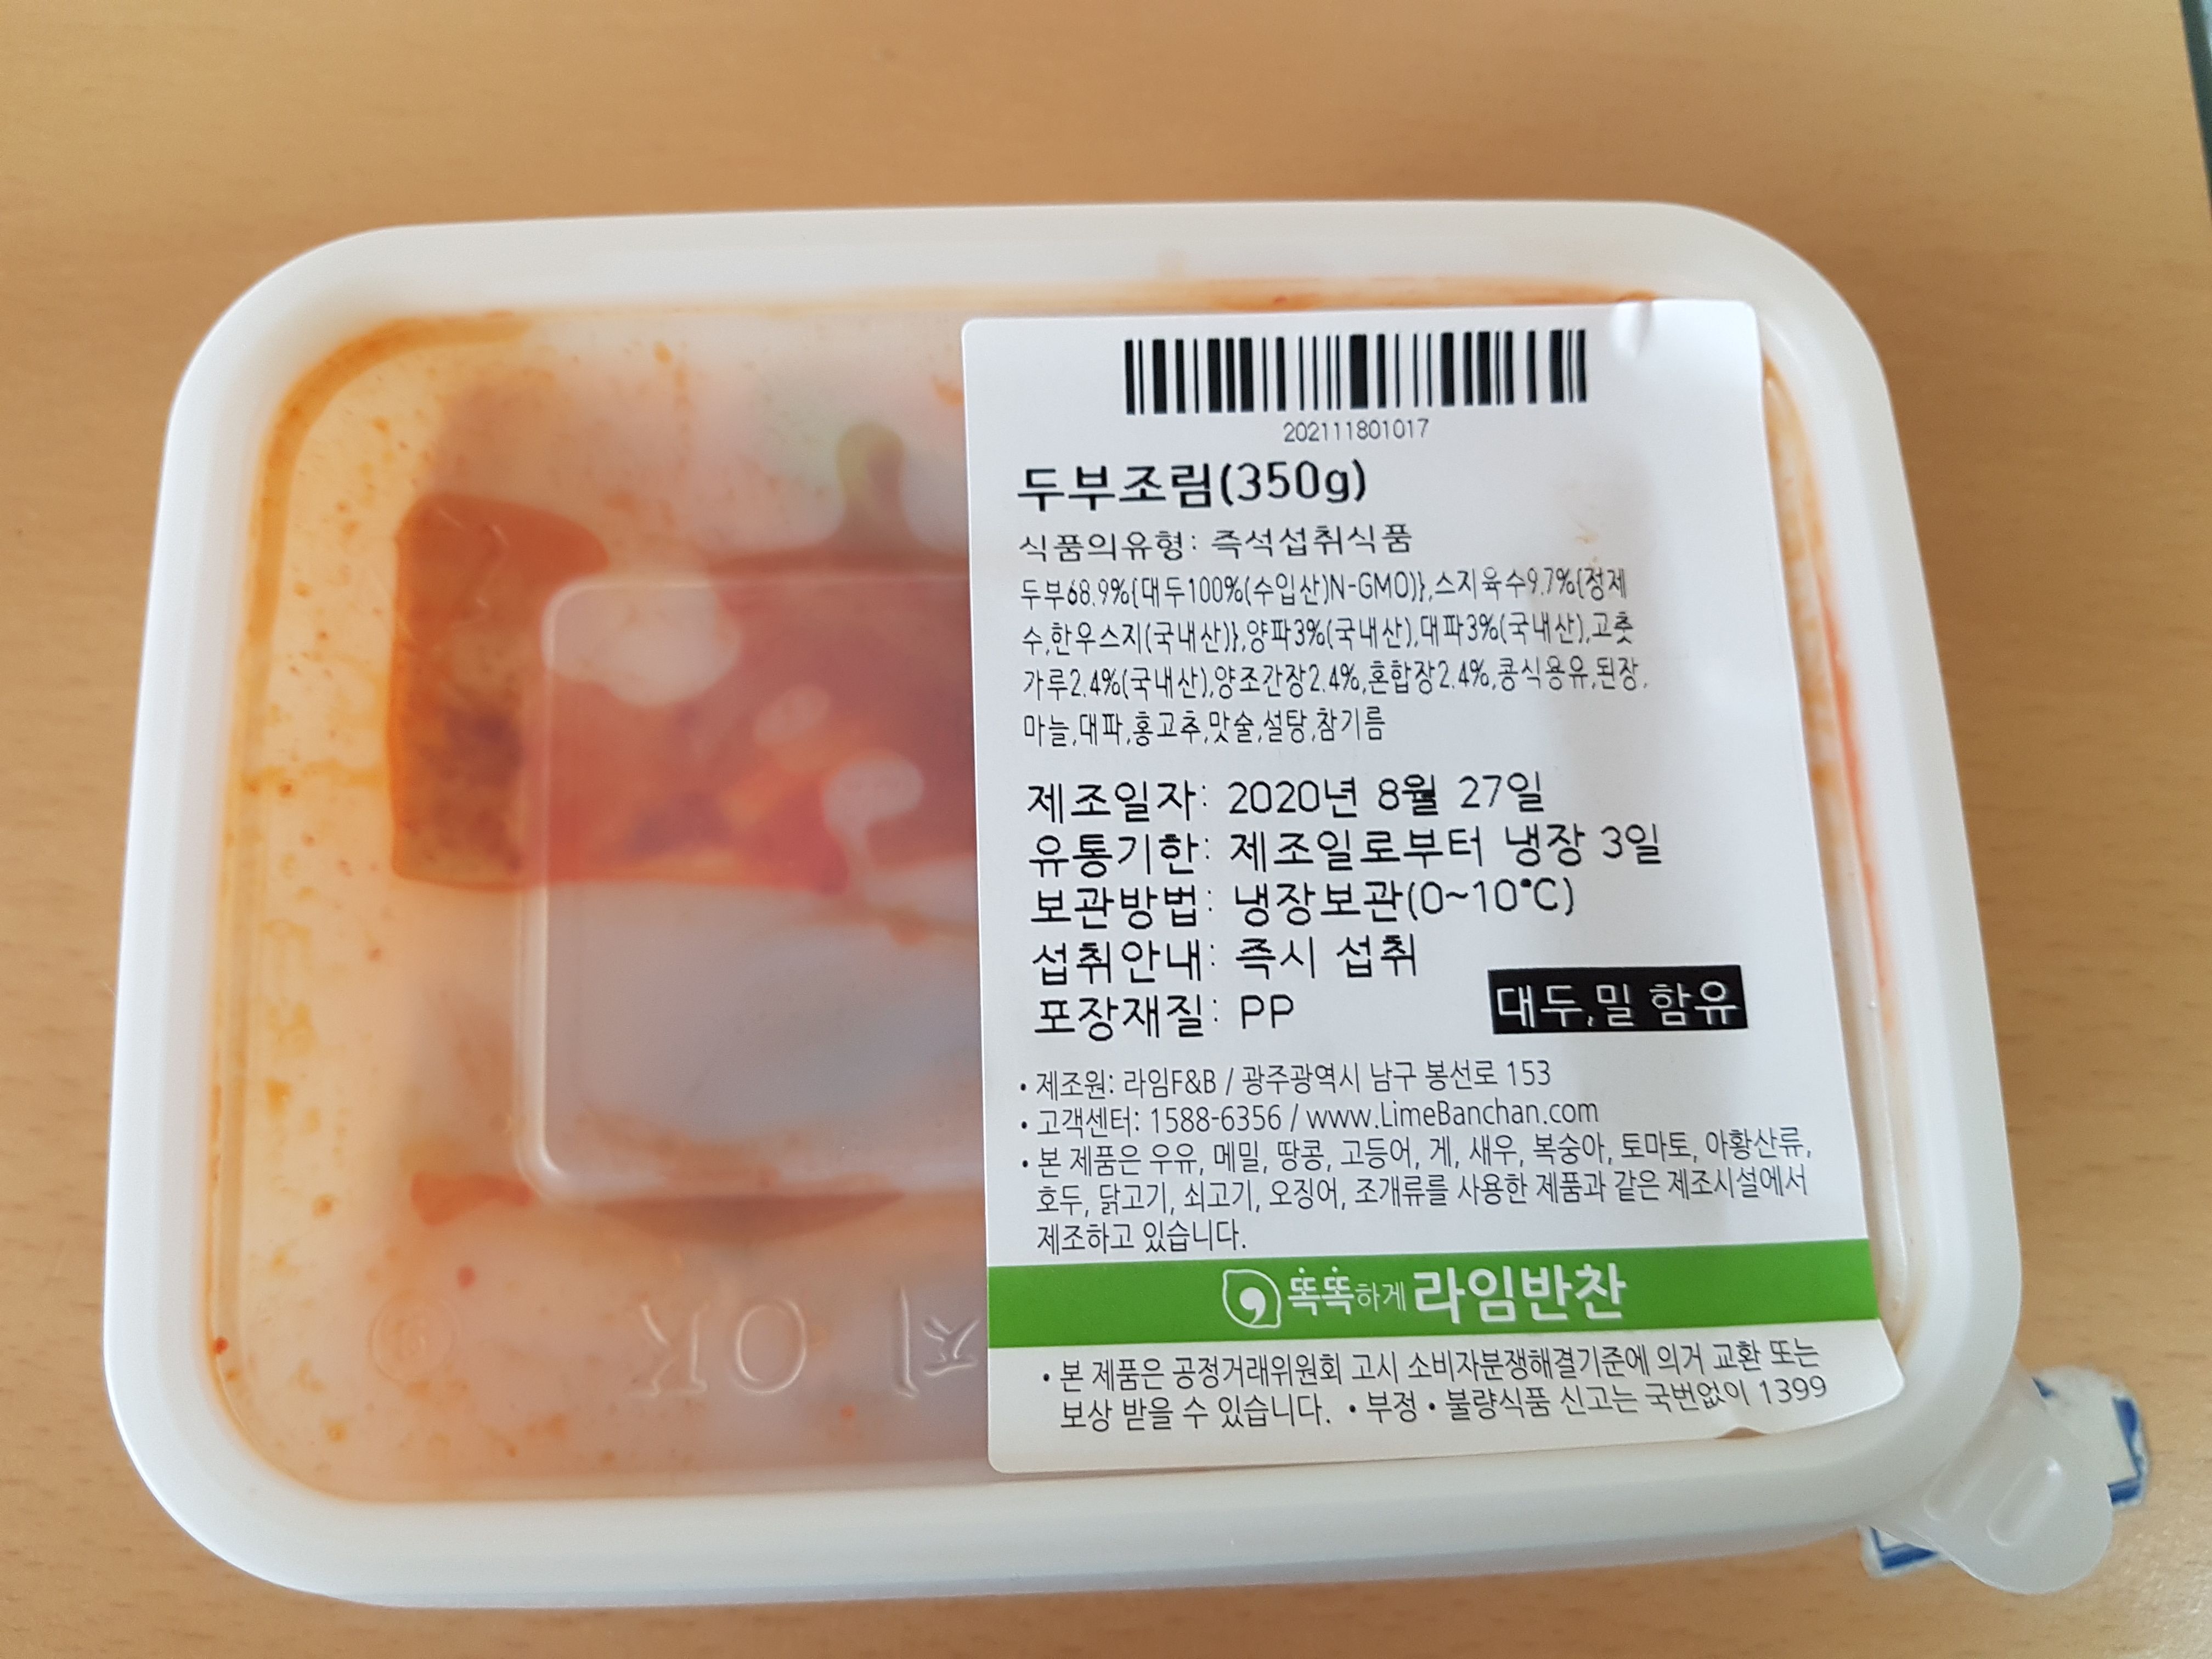 202111801017
두부조림(350g)
식품의유형: 즉석섭취식품
두부68.9%{대두100%(수입산)N-GMO)},스지육수9.7%{정제
수,한우스지(국내산)},양파3%(국내산),대파3%(국내산),고춧
가루2.4%(국내산),양조간장2.4%,혼합장2.4%,콩식용유,된장,
마늘,대파,홍고추,맛술,설탕,참기름
제조일자: 2020년 8월 27일
유통기한: 제조일로부터 냉장 3일
보관방법: 냉장보관(0~10℃)
섭취안내: 즉시 섭취
포장재질: PP
대두,밀 함유
• 제조원: 라임F&B / 광주광역시 남구 봉선로 153
• 고객센터: 1588-6356 / www.LimeBanchan.com
• 본 제품은 우유, 메밀, 땅콩, 고등어, 게, 새우, 복숭아, 토마토, 아황산류,
호두, 닭고기, 쇠고기, 오징어, 조개류를 사용한 제품과 같은 제조시설에서
제조하고 있습니다.
똑똑하게 라임반찬
• 본 제품은 공정거래위원회 고시 소비자분쟁해결기준에 의거 교환 또는
보상 받을 수 있습니다. • 부정 • 불량식품 신고는 국번없이 1399
지 OK